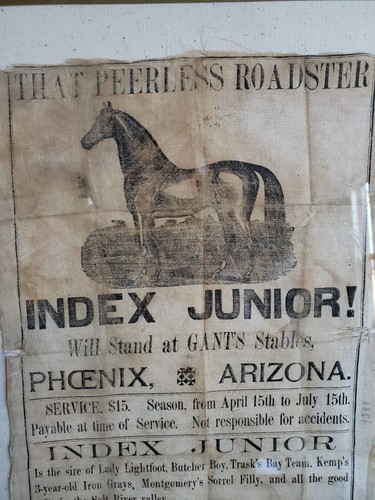 THAT PEERLESS ROADSTER
INDEX JUNIOR!
Will Stand at GANT'S Stables,
PHŒNIX, ARIZONA.
SERVICE, $15. Season, from April 15th to July 15th.
Payable at time of Service. Not responsible for accidents.
INDEX JUNIOR
Is the sire of Lady Lightfoot, Butcher Boy, Trask's Bay Team, Kemp's
3-year-old Iron Grays, Montgomery's Sorrel Filly, and all the good
in the Salt River valley